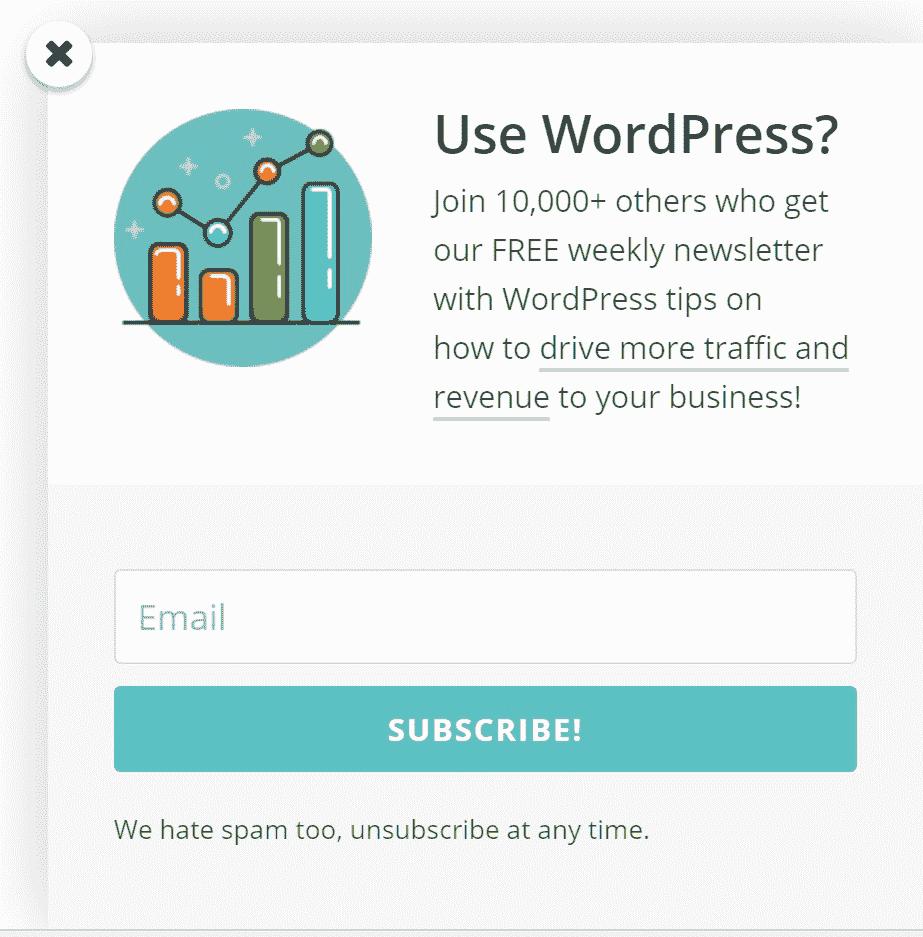 Use WordPress?
Join 10,000+ others who get
our FREE weekly newsletter
with WordPress tips on
how to drive more traffic and
revenue to your business!
Email
SUBSCRIBE!
We hate spam too, unsubscribe at any time.